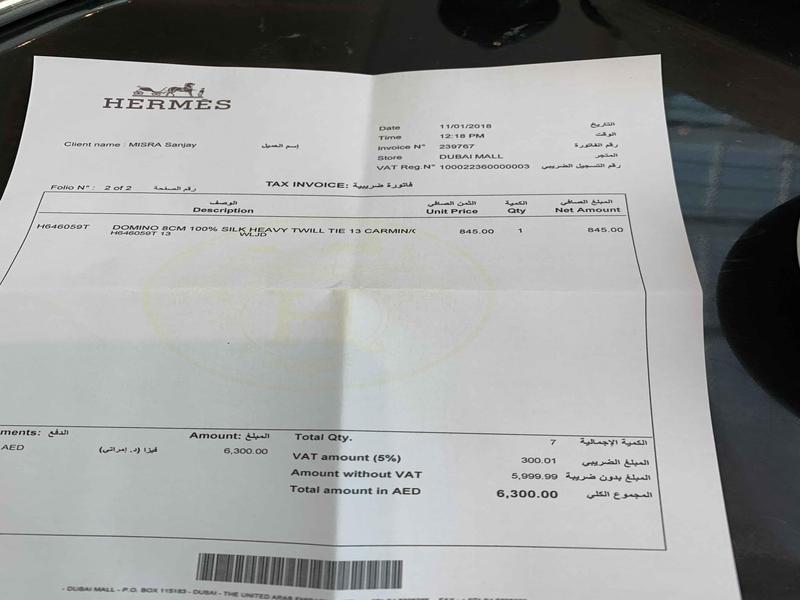 HERMES
Date 11/01/2018 التاريخ
Time 12:18 PM الوقت
Client name : MISRA Sanjay إسم العميل
Invoice N° 239767 رقم الفاتورة
Store DUBAI MALL المتجر
VAT Reg.N° 100022360000003 رقم التسجيل الضريبي
Folio N° : 2 of 2 رقم الصفحة
TAX INVOICE: فاتورة ضريبية
الوصف الثمن الصافي الكمية المبلغ الصافي
Description Unit Price Qty Net Amount
H646059T DOMINO 8CM 100% SILK HEAVY TWILL TIE 13 CARMIN/ 845.00 1 845.00
H646059T 13 WLJD
ments: الدفع Amount: المبلغ Total Qty. 7 الكمية الإجمالية
AED فيزا (د. إمراتي) 6,300.00
VAT amount (5%) 300.01 المبلغ الضريبي
Amount without VAT 5,999.99 المبلغ بدون ضريبة
Total amount in AED 6,300.00 المجموع الكلي
- DUBAI MALL - P.O. BOX 115183 - DUBAI - THE UNITED ARAB